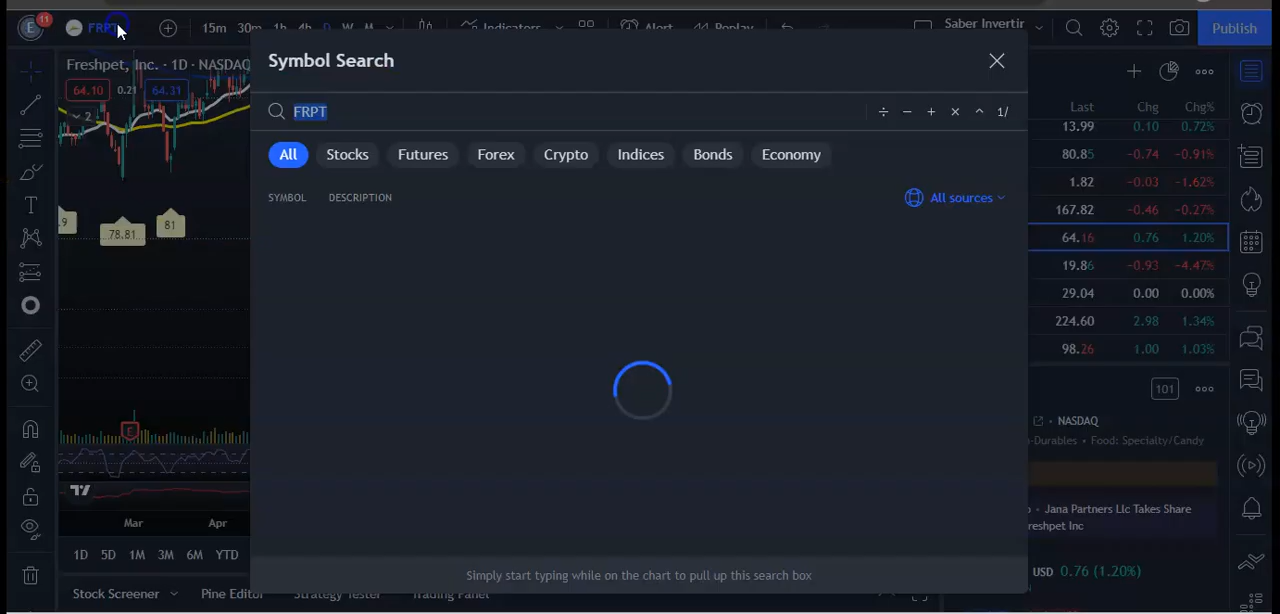 E 11 FRPT 15m 30m 1h 4h D W M Indicators Alert Replay Saber Invertir Publish
Freshpet, Inc. · 1D · NASDAQ
64.10 0.21 64.31
2
.9 78.81 81
E
Mar Apr
1D 5D 1M 3M 6M YTD
Stock Screener Pine Editor Strategy Tester Trading Panel
Symbol Search
FRPT ÷ − + × ^ 1/
All Stocks Futures Forex Crypto Indices Bonds Economy
SYMBOL DESCRIPTION All sources
Simply start typing while on the chart to pull up this search box
Last Chg Chg%
13.99 0.10 0.72%
80.85 −0.74 −0.91%
1.82 −0.03 −1.62%
167.82 −0.46 −0.27%
64.16 0.76 1.20%
19.86 −0.93 −4.47%
29.04 0.00 0.00%
224.60 2.98 1.34%
98.26 1.00 1.03%
101
· NASDAQ
-Durables • Food: Specialty/Candy
· Jana Partners Llc Takes Share
reshpet Inc
USD 0.76 (1.20%)